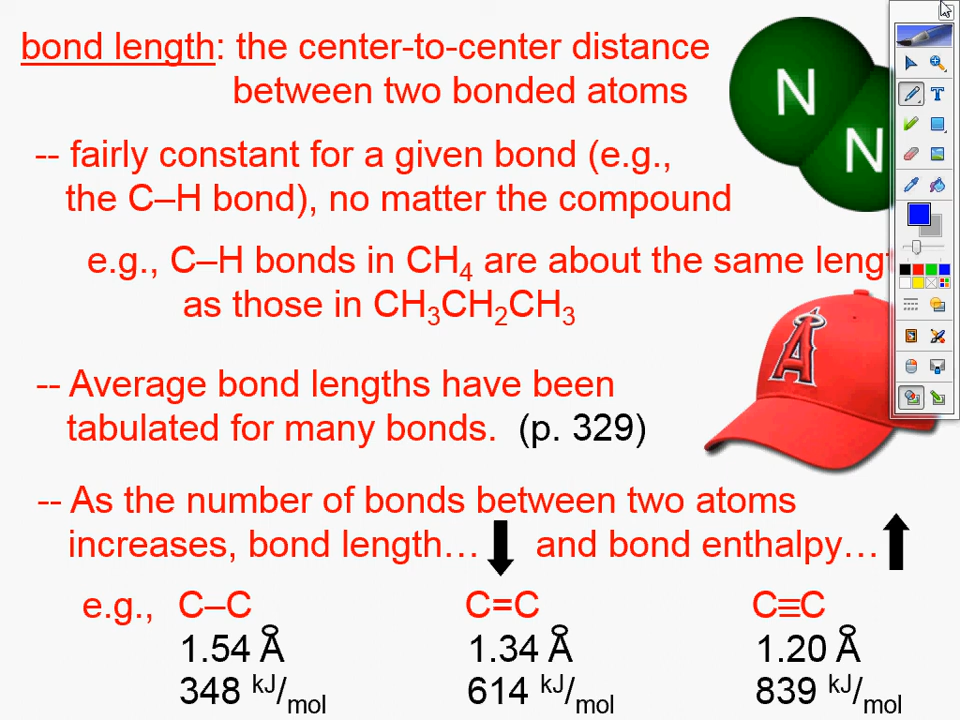 bond length: the center-to-center distance
between two bonded atoms
N
N
-- fairly constant for a given bond (e.g.,
the C–H bond), no matter the compound
e.g., C–H bonds in CH₄ are about the same lengt
as those in CH₃CH₂CH₃
A
-- Average bond lengths have been
tabulated for many bonds. (p. 329)
-- As the number of bonds between two atoms
increases, bond length… and bond enthalpy…
e.g., C–C C=C C≡C
1.54 Å 1.34 Å 1.20 Å
348 kJ/mol 614 kJ/mol 839 kJ/mol
T